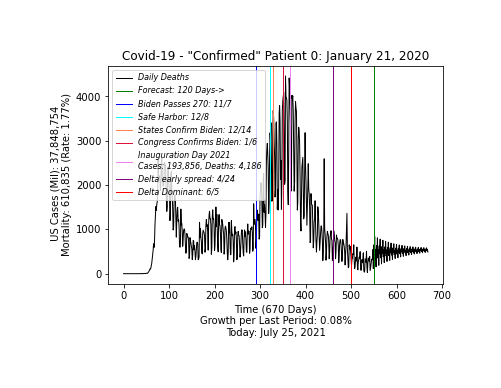 Covid-19 - "Confirmed" Patient 0: January 21, 2020
US Cases (Mil): 37,848,754
Mortality: 610,835 (Rate: 1.77%)
4000
3000
2000
1000
0
Daily Deaths
Forecast: 120 Days->
Biden Passes 270: 11/7
Safe Harbor: 12/8
States Confirm Biden: 12/14
Congress Confirms Biden: 1/6
Inauguration Day 2021
Cases: 193,856, Deaths: 4,186
Delta early spread: 4/24
Delta Dominant: 6/5
0 100 200 300 400 500 600 700
Time (670 Days)
Growth per Last Period: 0.08%
Today: July 25, 2021